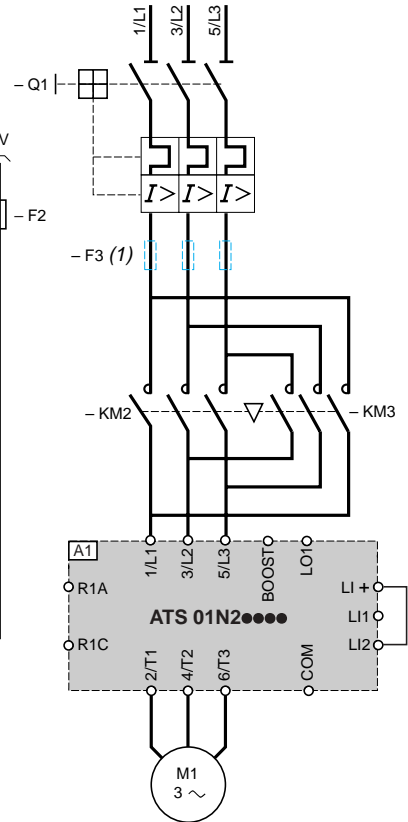 1/L1 3/L2 5/L3
– Q1
V
I> I> I>
– F2
– F3 (1)
– KM2
– KM3
A1
1/L1 3/L2 5/L3 BOOST LO1
R1A
LI +
ATS 01N2●●●●
LI1
R1C
LI2
2/T1 4/T2 6/T3 COM
M1
3 ~